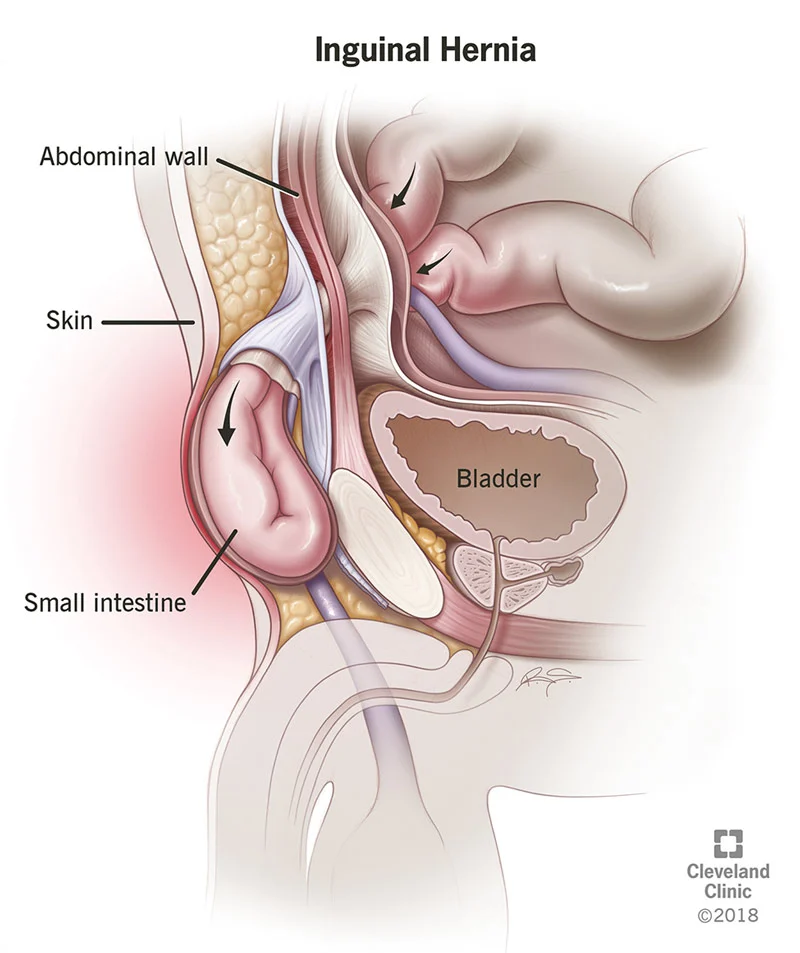 Inguinal Hernia
Abdominal wall
Skin
Bladder
Small intestine
Cleveland
Clinic
©2018